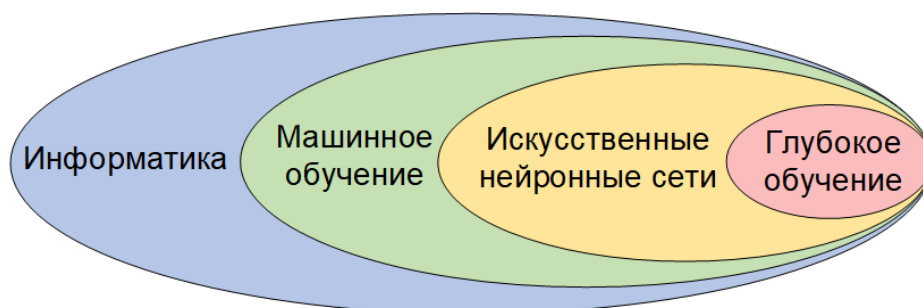 Информатика
Машинное
обучение
Искусственные
нейронные сети
Глубокое
обучение